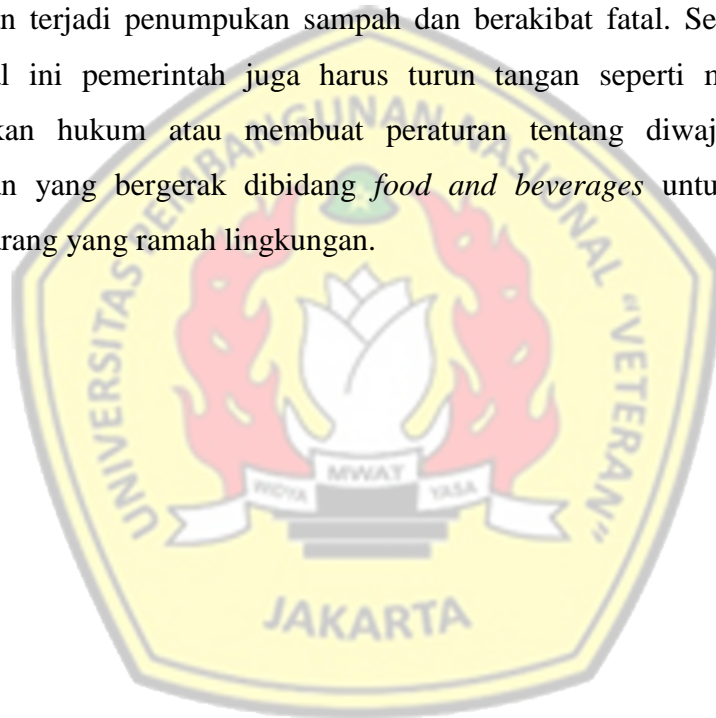 n terjadi penumpukan sampah dan berakibat fatal. Se
l ini pemerintah juga harus turun tangan seperti m
kan hukum atau membuat peraturan tentang diwaj
n yang bergerak dibidang food and beverages untu
arang yang ramah lingkungan.
UNIVERSITAS PEMBANGUNAN NASIONAL "VETERAN"
WIDYA MWAT YASA
JAKARTA